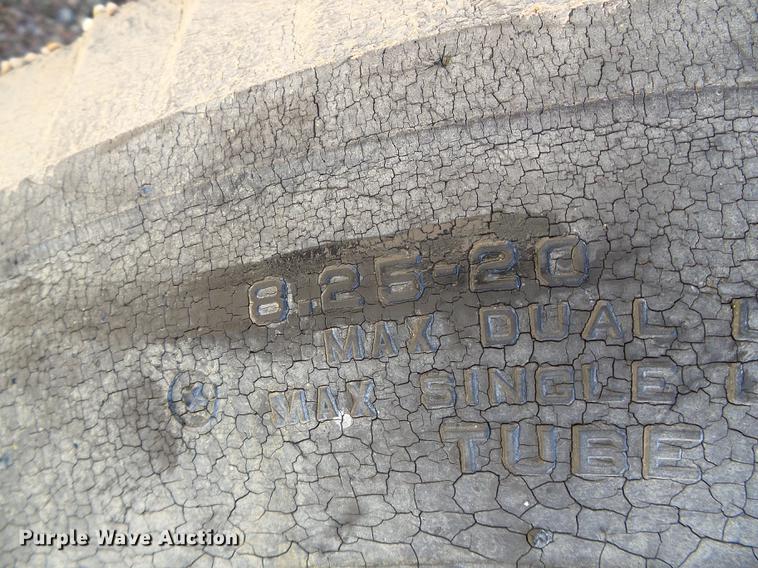 8.25-20
MAX DUAL L
MAX SINGLE L
TUBE
Purple Wave Auction